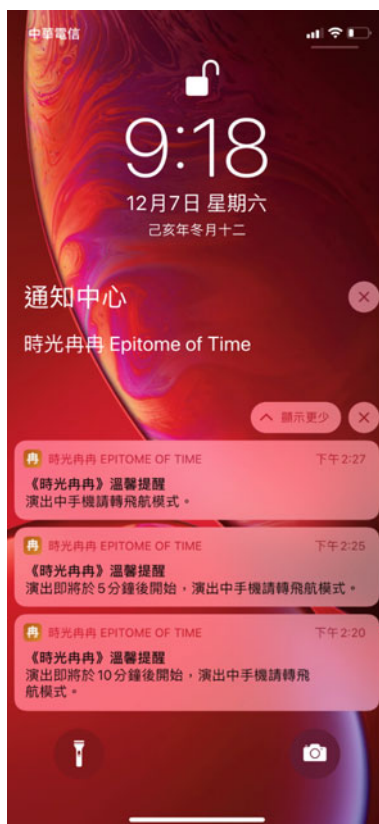 中華電信
9:18
12月7日 星期六
己亥年冬月十二
通知中心
時光冉冉 Epitome of Time
顯示更少
冉 時光冉冉 EPITOME OF TIME 下午2:27
《時光冉冉》溫馨提醒
演出中手機請轉飛航模式。
冉 時光冉冉 EPITOME OF TIME 下午2:25
《時光冉冉》溫馨提醒
演出即將於5分鐘後開始，演出中手機請轉飛航模式。
冉 時光冉冉 EPITOME OF TIME 下午2:20
《時光冉冉》溫馨提醒
演出即將於10分鐘後開始，演出中手機請轉飛
航模式。